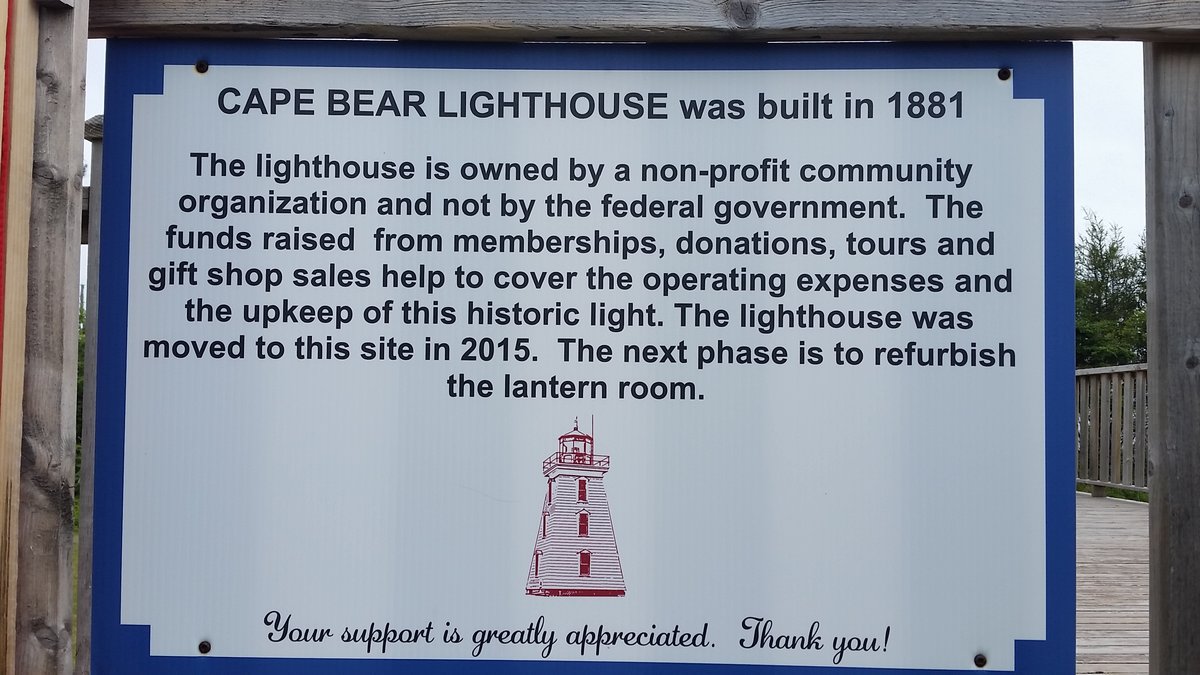 CAPE BEAR LIGHTHOUSE was built in 1881
The lighthouse is owned by a non-profit community
organization and not by the federal government.  The
funds raised  from memberships, donations, tours and
gift shop sales help to cover the operating expenses and
the upkeep of this historic light. The lighthouse was
moved to this site in 2015.  The next phase is to refurbish
the lantern room.
Your support is greatly appreciated.  Thank you!